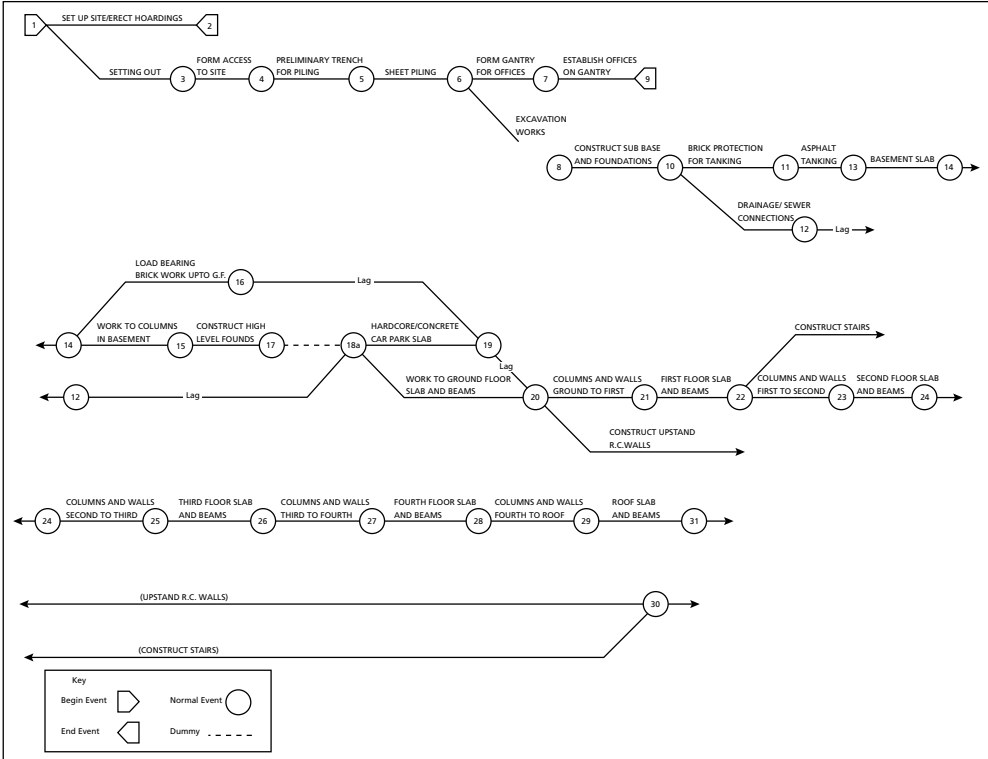 1
SET UP SITE/ERECT HOARDINGS
2
SETTING OUT
3
FORM ACCESS
TO SITE
4
PRELIMINARY TRENCH
FOR PILING
5
SHEET PILING
6
FORM GANTRY
FOR OFFICES
7
ESTABLISH OFFICES
ON GANTRY
9
EXCAVATION
WORKS
8
CONSTRUCT SUB BASE
AND FOUNDATIONS
10
BRICK PROTECTION
FOR TANKING
11
ASPHALT
TANKING
13
BASEMENT SLAB
14
DRAINAGE/ SEWER
CONNECTIONS
12
Lag
LOAD BEARING
BRICK WORK UPTO G.F.
16
Lag
14
WORK TO COLUMNS
IN BASEMENT
15
CONSTRUCT HIGH
LEVEL FOUNDS
17
18a
HARDCORE/CONCRETE
CAR PARK SLAB
19
Lag
12
Lag
WORK TO GROUND FLOOR
SLAB AND BEAMS
20
COLUMNS AND WALLS
GROUND TO FIRST
21
FIRST FLOOR SLAB
AND BEAMS
22
CONSTRUCT STAIRS
COLUMNS AND WALLS
FIRST TO SECOND
23
SECOND FLOOR SLAB
AND BEAMS
24
CONSTRUCT UPSTAND
R.C.WALLS
24
COLUMNS AND WALLS
SECOND TO THIRD
25
THIRD FLOOR SLAB
AND BEAMS
26
COLUMNS AND WALLS
THIRD TO FOURTH
27
FOURTH FLOOR SLAB
AND BEAMS
28
COLUMNS AND WALLS
FOURTH TO ROOF
29
ROOF SLAB
AND BEAMS
31
(UPSTAND R.C. WALLS)
30
(CONSTRUCT STAIRS)
Key
Begin Event
Normal Event
End Event
Dummy